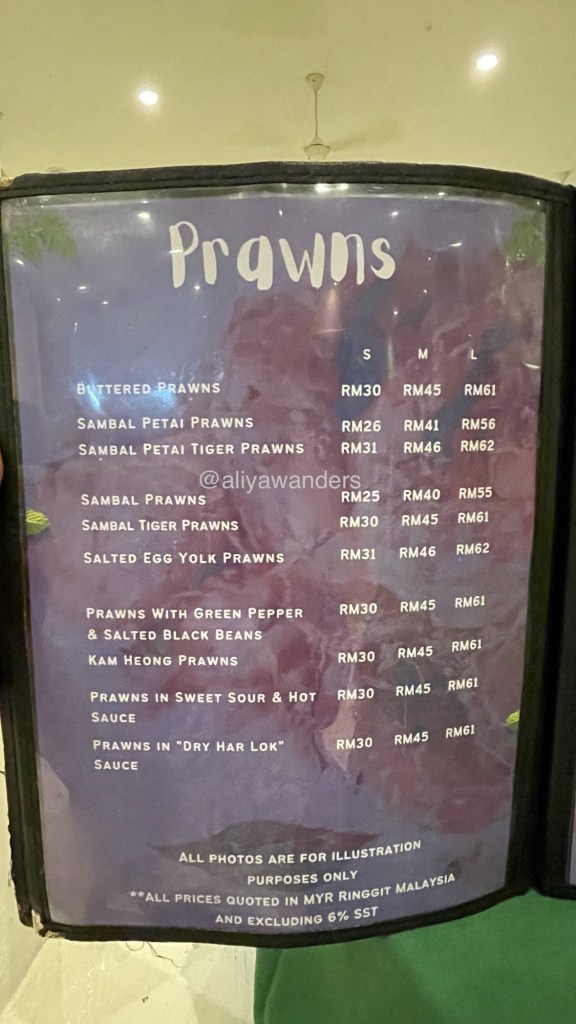 Prawns
S M L
BUTTERED PRAWNS RM30 RM45 RM61
SAMBAL PETAI PRAWNS RM26 RM41 RM56
SAMBAL PETAI TIGER PRAWNS RM31 RM46 RM62
@aliyawanders
SAMBAL PRAWNS RM25 RM40 RM55
SAMBAL TIGER PRAWNS RM30 RM45 RM61
SALTED EGG YOLK PRAWNS RM31 RM46 RM62
PRAWNS WITH GREEN PEPPER RM30 RM45 RM61
& SALTED BLACK BEANS
KAM HEONG PRAWNS RM30 RM45 RM61
PRAWNS IN SWEET SOUR & HOT RM30 RM45 RM61
SAUCE
PRAWNS IN "DRY HAR LOK" RM30 RM45 RM61
SAUCE
ALL PHOTOS ARE FOR ILLUSTRATION
PURPOSES ONLY
**ALL PRICES QUOTED IN MYR RINGGIT MALAYSIA
AND EXCLUDING 6% SST